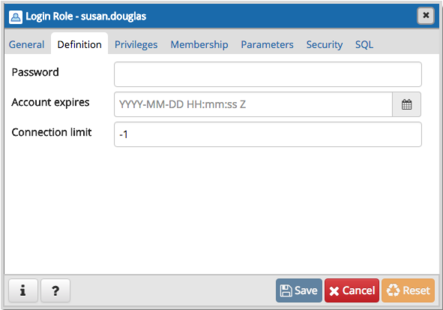 Login Role - susan.douglas
General Definition Privileges Membership Parameters Security SQL
Password
Account expires YYYY-MM-DD HH:mm:ss Z
Connection limit -1
i ? Save Cancel Reset